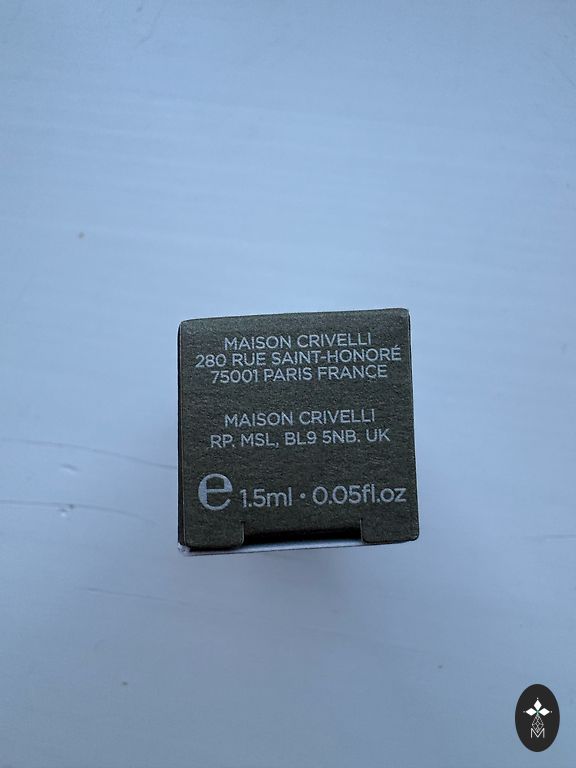 MAISON CRIVELLI
280 RUE SAINT-HONORÉ
75001 PARIS FRANCE
MAISON CRIVELLI
RP, MSL, BL9 5NB. UK
e 1.5ml • 0.05fl.oz
M